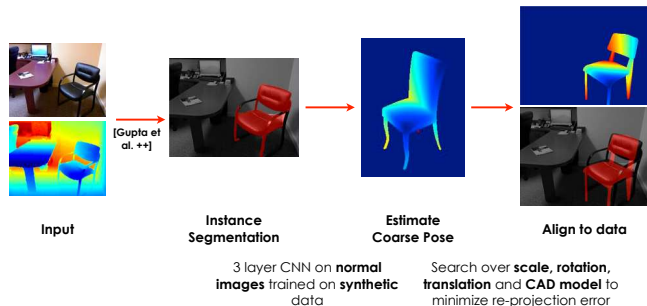 [Gupta et
al. ++]
Input
Instance
Segmentation
Estimate
Coarse Pose
Align to data
3 layer CNN on normal
images trained on synthetic
data
Search over scale, rotation,
translation and CAD model to
minimize re-projection error